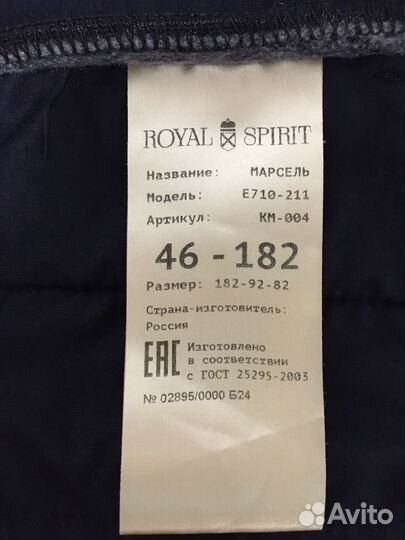 ROYAL SPIRIT
Название: МАРСЕЛЬ
Модель: Е710-211
Артикул: КМ-004
46 - 182
Размер: 182-92-82
Страна-изготовитель:
Россия
ЕАС
Изготовлено
в соответствии
с ГОСТ 25295-2003
№ 02895/0000 Б24
Avito